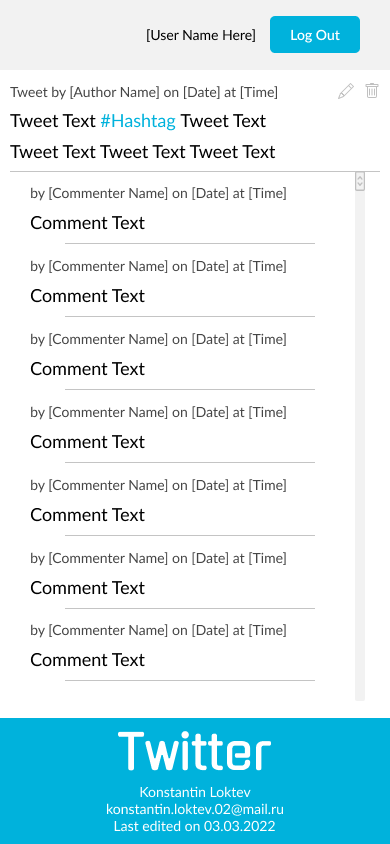 [User Name Here]
Log Out
Tweet by [Author Name] on [Date] at [Time]
Tweet Text #Hashtag Tweet Text
Tweet Text Tweet Text Tweet Text
by [Commenter Name] on [Date] at [Time]
Comment Text
by [Commenter Name] on [Date] at [Time]
Comment Text
by [Commenter Name] on [Date] at [Time]
Comment Text
by [Commenter Name] on [Date] at [Time]
Comment Text
by [Commenter Name] on [Date] at [Time]
Comment Text
by [Commenter Name] on [Date] at [Time]
Comment Text
by [Commenter Name] on [Date] at [Time]
Comment Text
Twitter
Konstantin Loktev
konstantin.loktev.02@mail.ru
Last edited on 03.03.2022